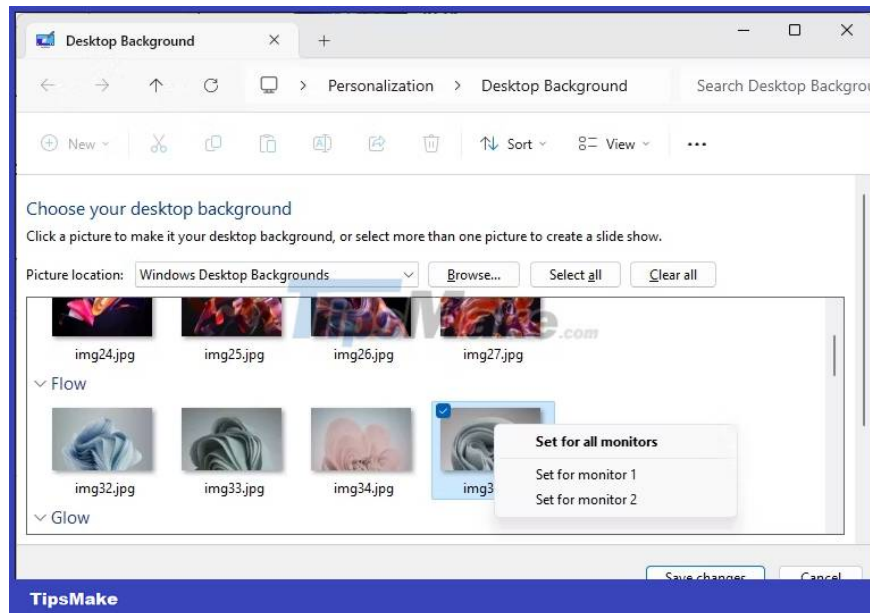 Desktop Background
Personalization > Desktop Background
Search Desktop Backgrou
New
Sort
View
Choose your desktop background
Click a picture to make it your desktop background, or select more than one picture to create a slide show.
Picture location: Windows Desktop Backgrounds Browse... Select all Clear all
TipsMake.com
img24.jpg img25.jpg img26.jpg img27.jpg
Flow
Set for all monitors
Set for monitor 1
img32.jpg img33.jpg img34.jpg img3
Set for monitor 2
Glow
Save changes Cancel
TipsMake